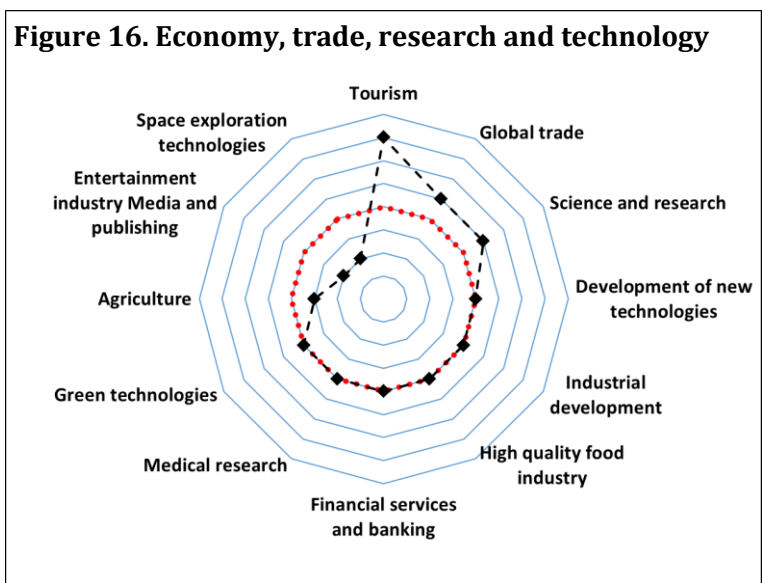 Figure 16. Economy, trade, research and technology
Tourism
Global trade
Science and research
Development of new
technologies
Industrial
development
High quality food
industry
Financial services
and banking
Medical research
Green technologies
Agriculture
Entertainment
industry Media and
publishing
Space exploration
technologies